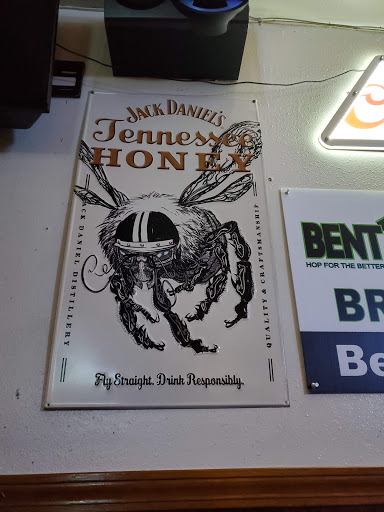 JACK DANIEL'S
Tennessee
HONEY
JACK DANIEL DISTILLERY
QUALITY & CRAFTSMANSHIP
Fly Straight. Drink Responsibly.
BENT
HOP FOR THE BETTER
BR
Be